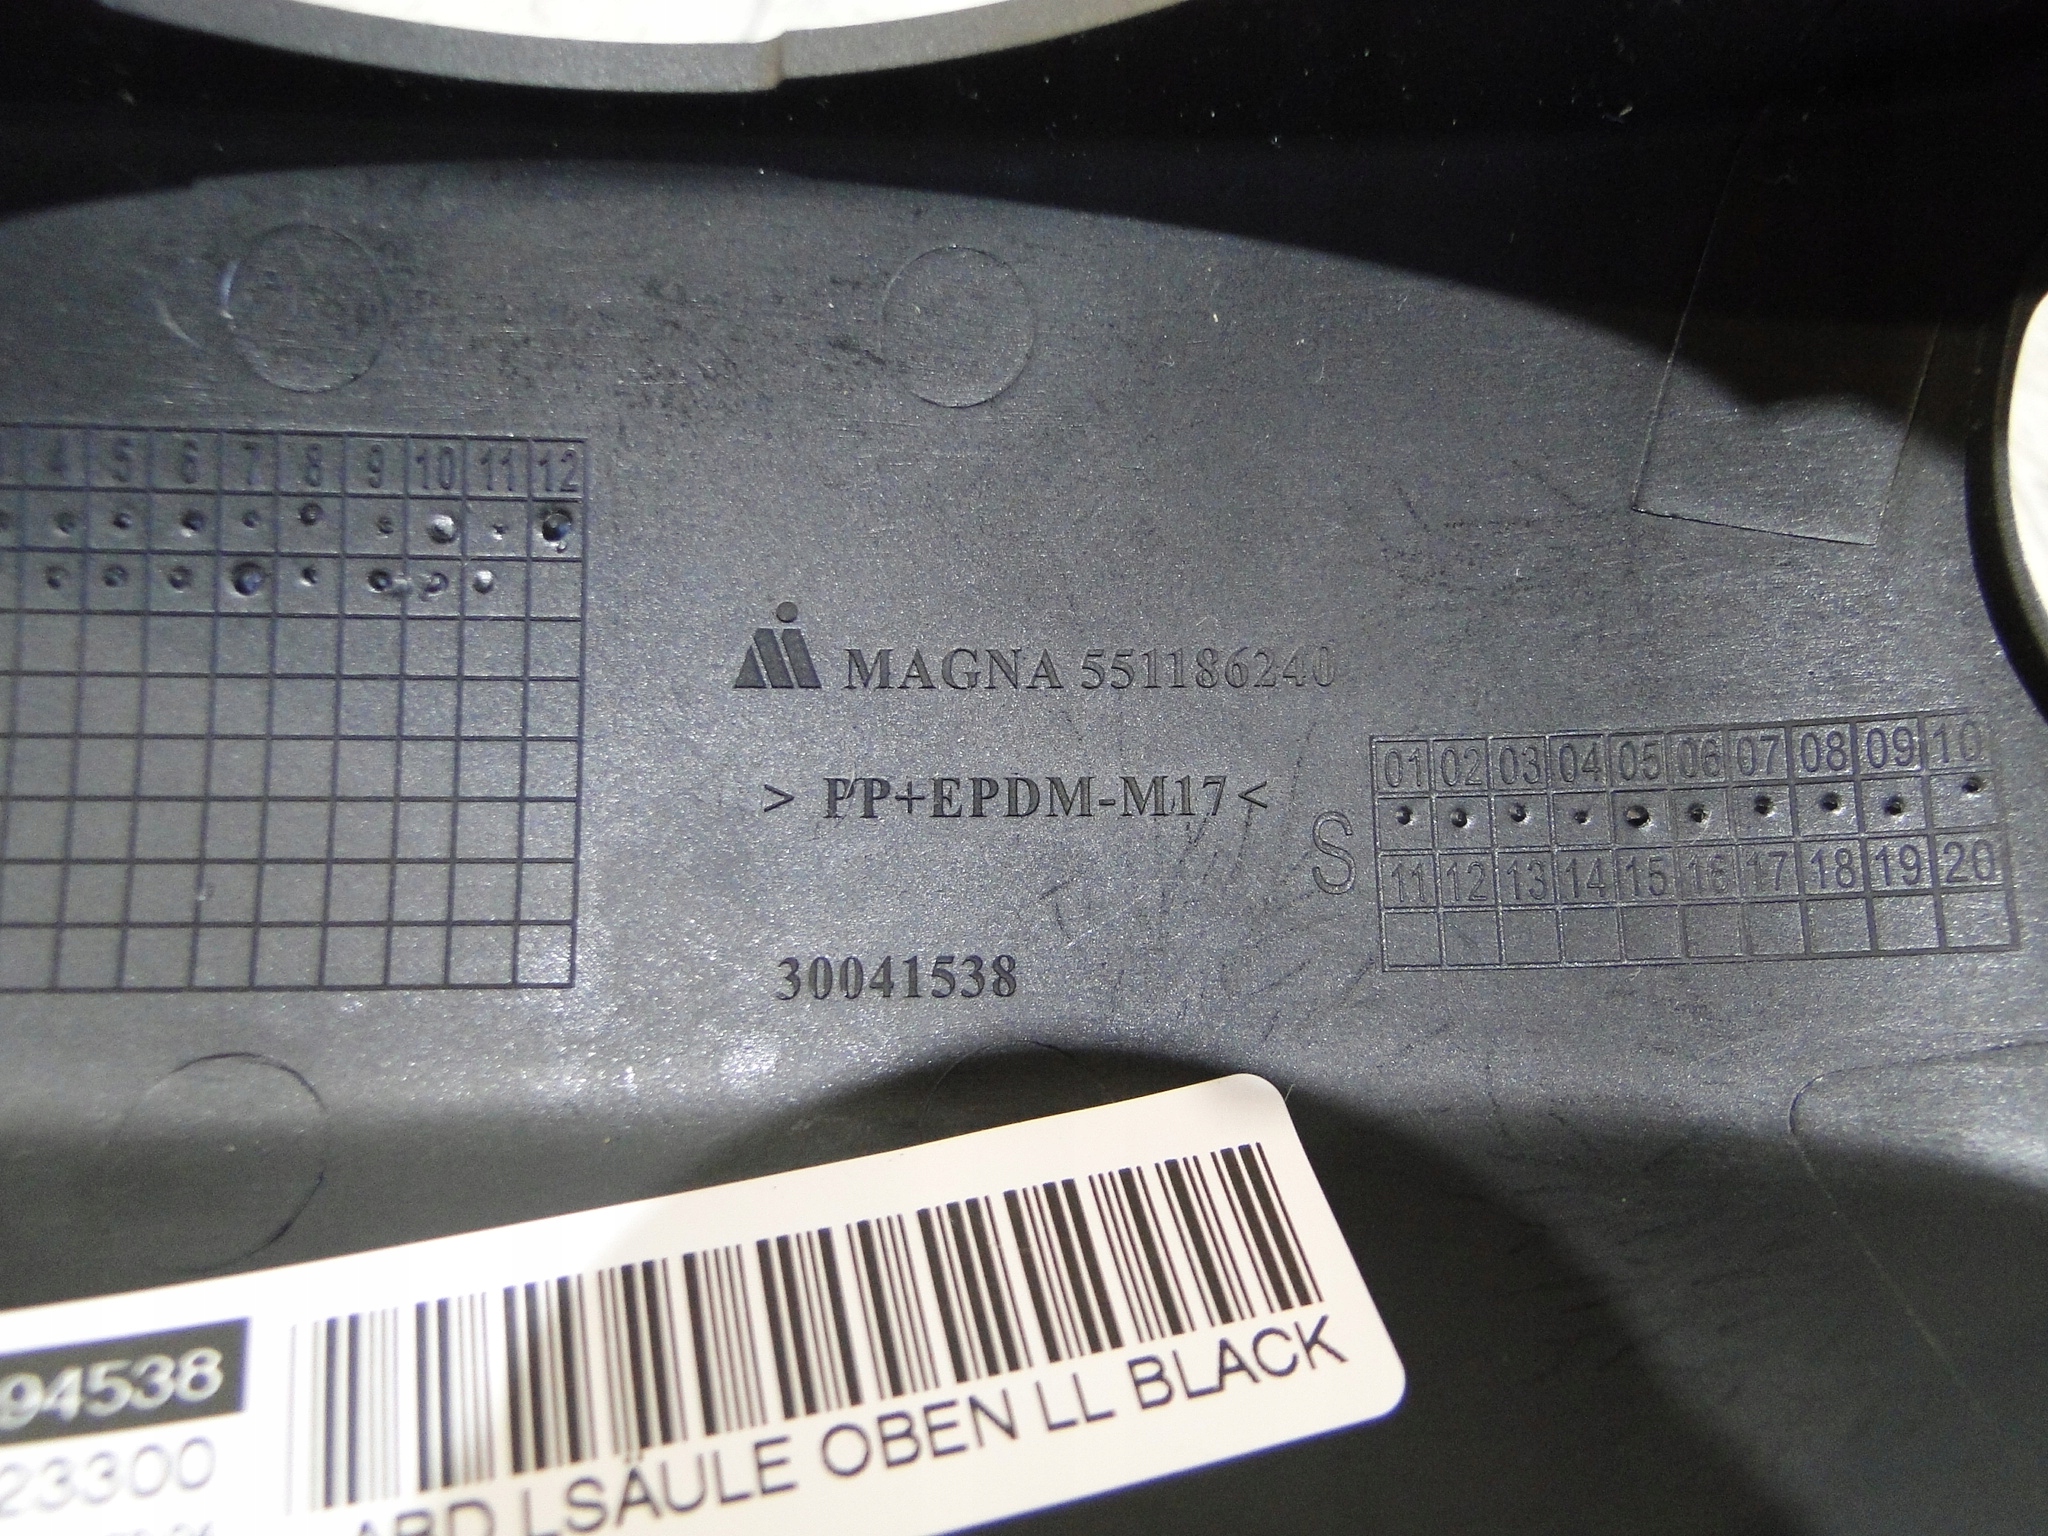 4 5 6 7 8 9 10 11 12
MAGNA 551186240
> PP+EPDM-M17 <
S
01 02 03 04 05 06 07 08 09 10
11 12 13 14 15 16 17 18 19 20
30041538
94538
23300
ABD LSÄULE OBEN LL BLACK